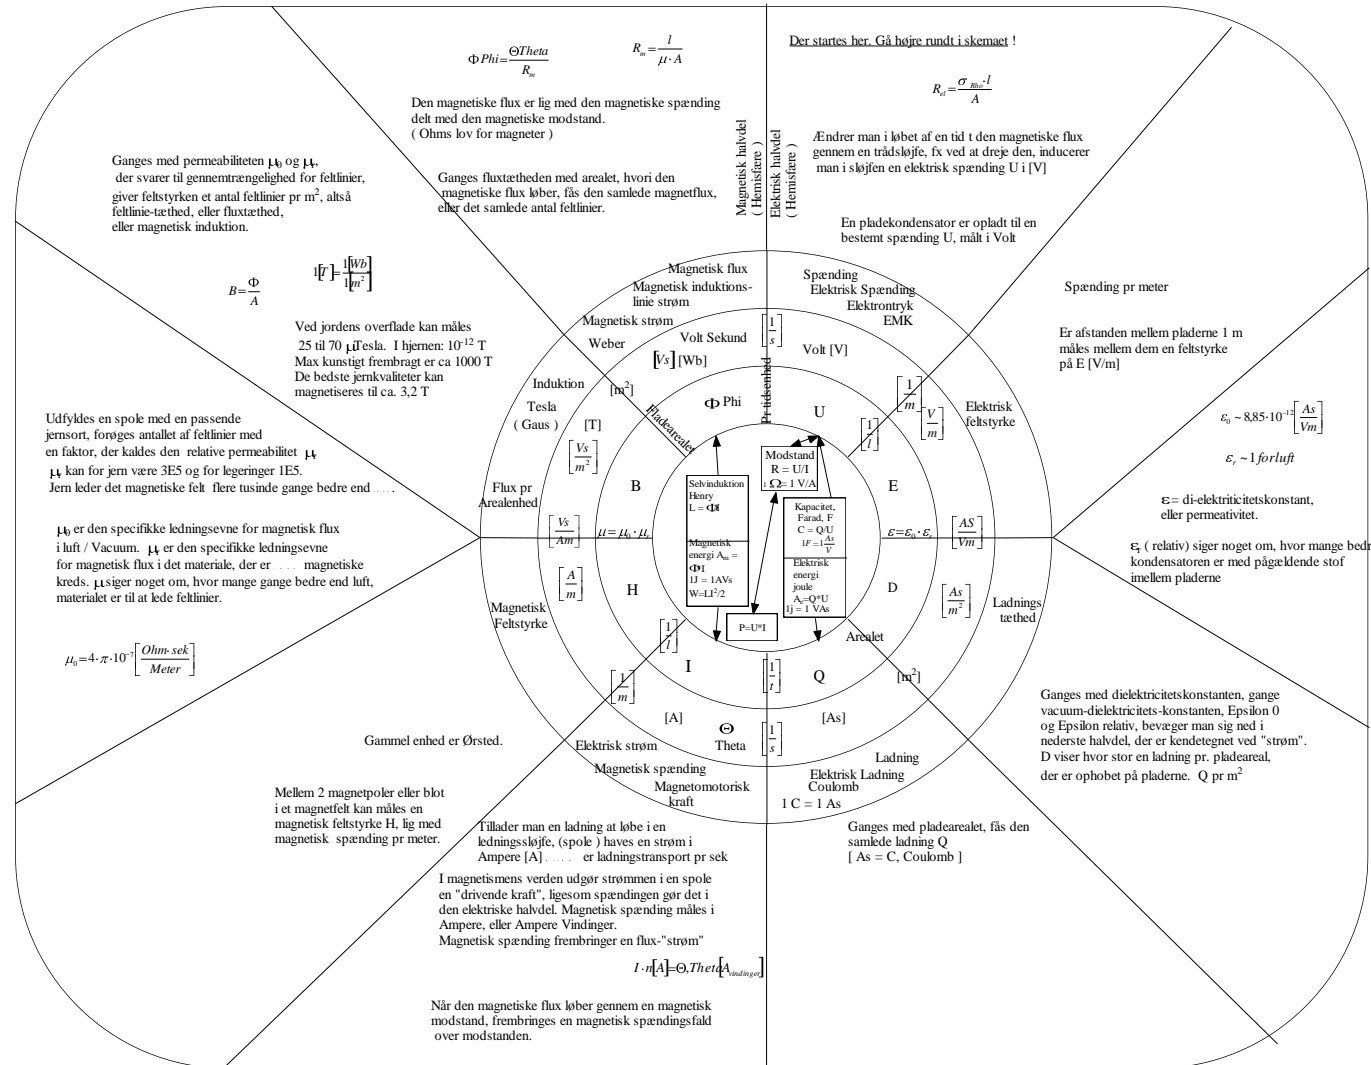 Der startes her. Gå højre rundt i skemaet !
R_el = σ_Rho · l / A
Ændrer man i løbet af en tid t den magnetiske flux
gennem en trådsløjfe, fx ved at dreje den, inducerer
man i sløjfen en elektrisk spænding U i [V]
En pladekondensator er opladt til en
bestemt spænding U, målt i Volt
Magnetisk halvdel
( Hemisfære )
Elektrisk halvdel
( Hemisfære )
Spænding
Elektrisk Spænding
Elektrontryk
EMK
Volt [V]
U
[1/s]
Pr tidsenhed
Spænding pr meter
Er afstanden mellem pladerne 1 m
måles mellem dem en feltstyrke
på E [V/m]
[1/m]
[V/m]
[1/l]
Elektrisk
feltstyrke
E
ε_0 ~ 8,85·10^-12 [As/Vm]
ε_r ~ 1 forluft
ε = di-elektriticitetskonstant,
eller permeativitet.
ε_r ( relativ) siger noget om, hvor mange bedr
kondensatoren er med pågældende stof
imellem pladerne
ε=ε_0·ε_r
[AS/Vm]
D
[As/m^2]
Ladnings
tæthed
Ganges med dielektricitetskonstanten, gange
vacuum-dielektricitets-konstanten, Epsilon 0
og Epsilon relativ, bevæger man sig ned i
nederste halvdel, der er kendetegnet ved "strøm".
D viser hvor stor en ladning pr. pladeareal,
der er ophobet på pladerne. Q pr m^2
Arealet
[m^2]
Q
[As]
Ladning
Elektrisk Ladning
Coulomb
1 C = 1 As
Ganges med pladearealet, fås den
samlede ladning Q
[ As = C, Coulomb ]
[1/t]
[1/s]
I
[A]
Θ
Theta
Elektrisk strøm
Magnetisk spænding
Magnetomotorisk
kraft
Tillader man en ladning at løbe i en
ledningssløjfe, (spole ) haves en strøm i
Ampere [A] ..... er ladningstransport pr sek
I magnetismens verden udgør strømmen i en spole
en "drivende kraft", ligesom spændingen gør det i
den elektriske halvdel. Magnetisk spænding måles i
Ampere, eller Ampere Vindinger.
Magnetisk spænding frembringer en flux-"strøm"
I·n[A]=Θ,Theta[A_vindinger]
Når den magnetiske flux løber gennem en magnetisk
modstand, frembringes en magnetisk spændingsfald
over modstanden.
[1/l]
[1/m]
Gammel enhed er Ørsted.
Mellem 2 magnetpoler eller blot
i et magnetfelt kan måles en
magnetisk feltstyrke H, lig med
magnetisk spænding pr meter.
H
[A/m]
Magnetisk
Feltstyrke
μ=μ_0·μ_r
[Vs/Am]
Udfyldes en spole med en passende
jernsort, forøges antallet af feltlinier med
en faktor, der kaldes den relative permeabilitet μ_r
μ_r kan for jern være 3E5 og for legeringer 1E5.
Jern leder det magnetiske felt flere tusinde gange bedre end .....
μ_0 er den specifikke ledningsevne for magnetisk flux
i luft / Vacuum. μ_r er den specifikke ledningsevne
for magnetisk flux i det materiale, der er .... magnetiske
kreds. μ siger noget om, hvor mange gange bedre end luft,
materialet er til at lede feltlinier.
μ_0=4·π·10^-7 [Ohm·sek/Meter]
B
[Vs/m^2]
[T]
Induktion
Tesla
( Gaus )
Flux pr
Arealenhed
Ganges med permeabiliteten μ_0 og μ_r,
der svarer til gennemtrængelighed for feltlinier,
giver feltstyrken et antal feltlinier pr m^2, altså
feltlinie-tæthed, eller fluxtæthed,
eller magnetisk induktion.
B=Φ/A
1[T]=1[Wb]/1[m^2]
Ved jordens overflade kan måles
25 til 70 μTesla. I hjernen: 10^-12 T
Max kunstigt frembragt er ca 1000 T
De bedste jernkvaliteter kan
magnetiseres til ca. 3,2 T
[m^2]
Fladearealer
Φ Phi
[Vs] [Wb]
Volt Sekund
Weber
Magnetisk strøm
Magnetisk induktions-
linie strøm
Magnetisk flux
Φ Phi = ΘTheta / R_m
R_m = l / μ·A
Den magnetiske flux er lig med den magnetiske spænding
delt med den magnetiske modstand.
( Ohms lov for magneter )
Ganges fluxtætheden med arealet, hvori den
magnetiske flux løber, fås den samlede magnetflux,
eller det samlede antal feltlinier.
Modstand
R = U/I
1 Ω = 1 V/A
Selvinduktion
Henry
L = Φ/I
Magnetisk
energi A_m =
Φ*I
1J = 1AVs
W=LI^2/2
Kapacitet,
Farad, F
C = Q/U
1F=1 As/V
Elektrisk
energi
joule
A_e=Q*U
1j = 1 VAs
P=U*I